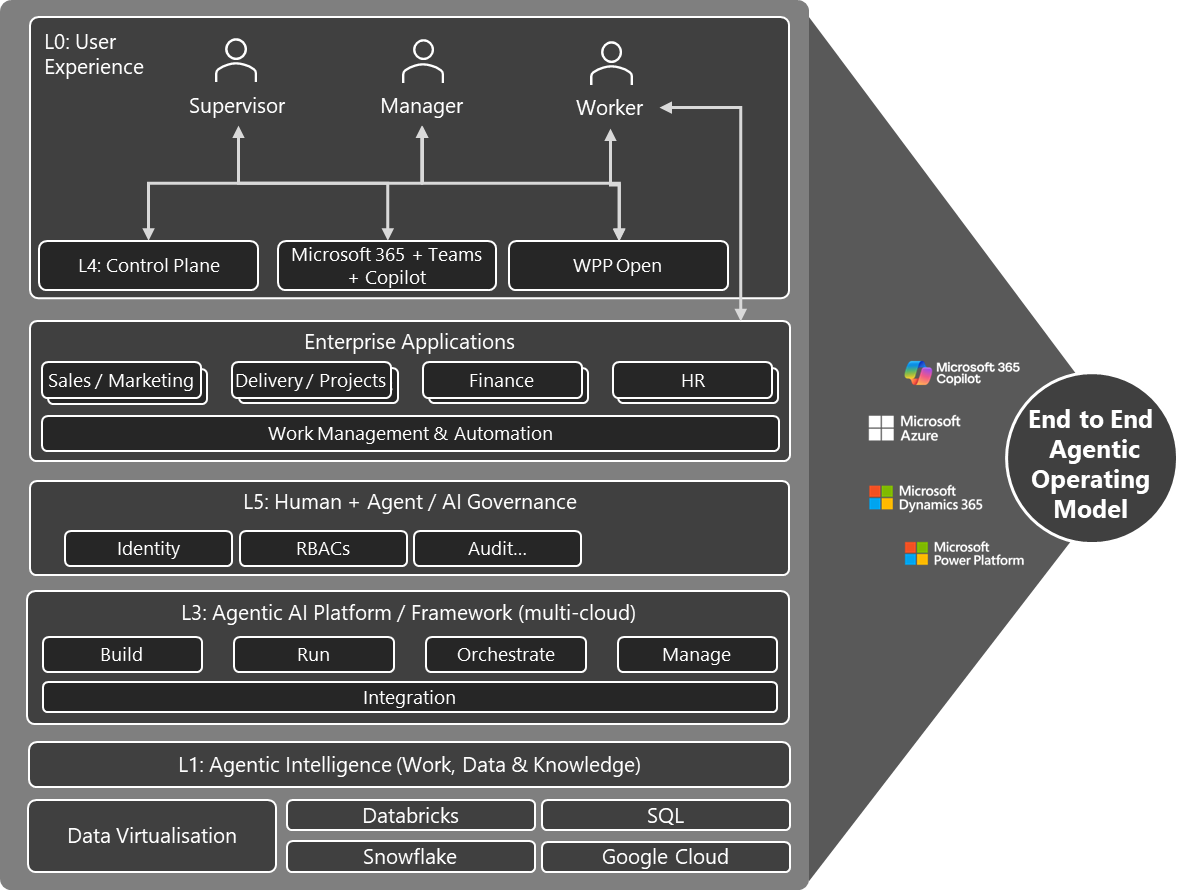 L0: User
Experience
Supervisor
Manager
Worker
L4: Control Plane
Microsoft 365 + Teams
+ Copilot
WPP Open
Enterprise Applications
Sales / Marketing
Delivery / Projects
Finance
HR
Work Management & Automation
L5: Human + Agent / AI Governance
Identity
RBACs
Audit...
L3: Agentic AI Platform / Framework (multi-cloud)
Build
Run
Orchestrate
Manage
Integration
L1: Agentic Intelligence (Work, Data & Knowledge)
Data Virtualisation
Databricks
SQL
Snowflake
Google Cloud
Microsoft 365
Copilot
Microsoft
Azure
Microsoft
Dynamics 365
Microsoft
Power Platform
End to End
Agentic
Operating
Model